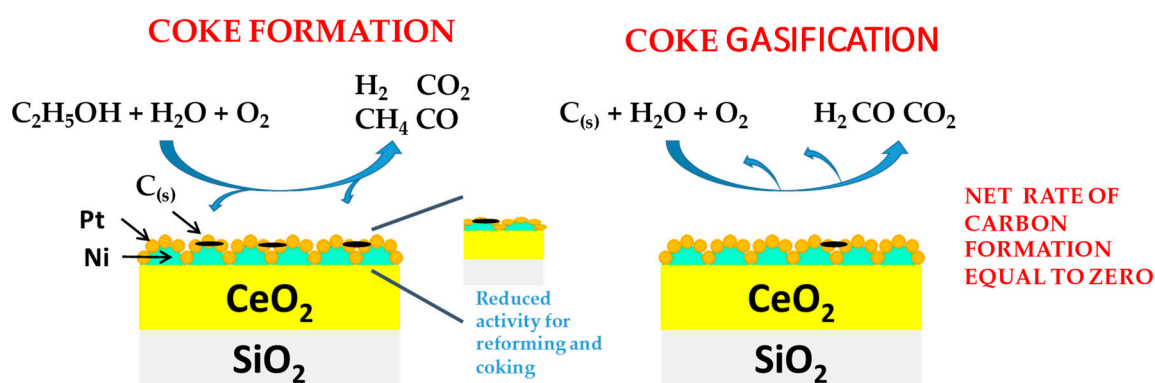 COKE FORMATION
C₂H₅OH + H₂O + O₂
H₂ CO₂
CH₄ CO
C₍s₎
Pt
Ni
CeO₂
SiO₂
Reduced
activity for
reforming and
coking
COKE GASIFICATION
C₍s₎ + H₂O + O₂
H₂ CO CO₂
CeO₂
SiO₂
NET RATE OF
CARBON
FORMATION
EQUAL TO ZERO